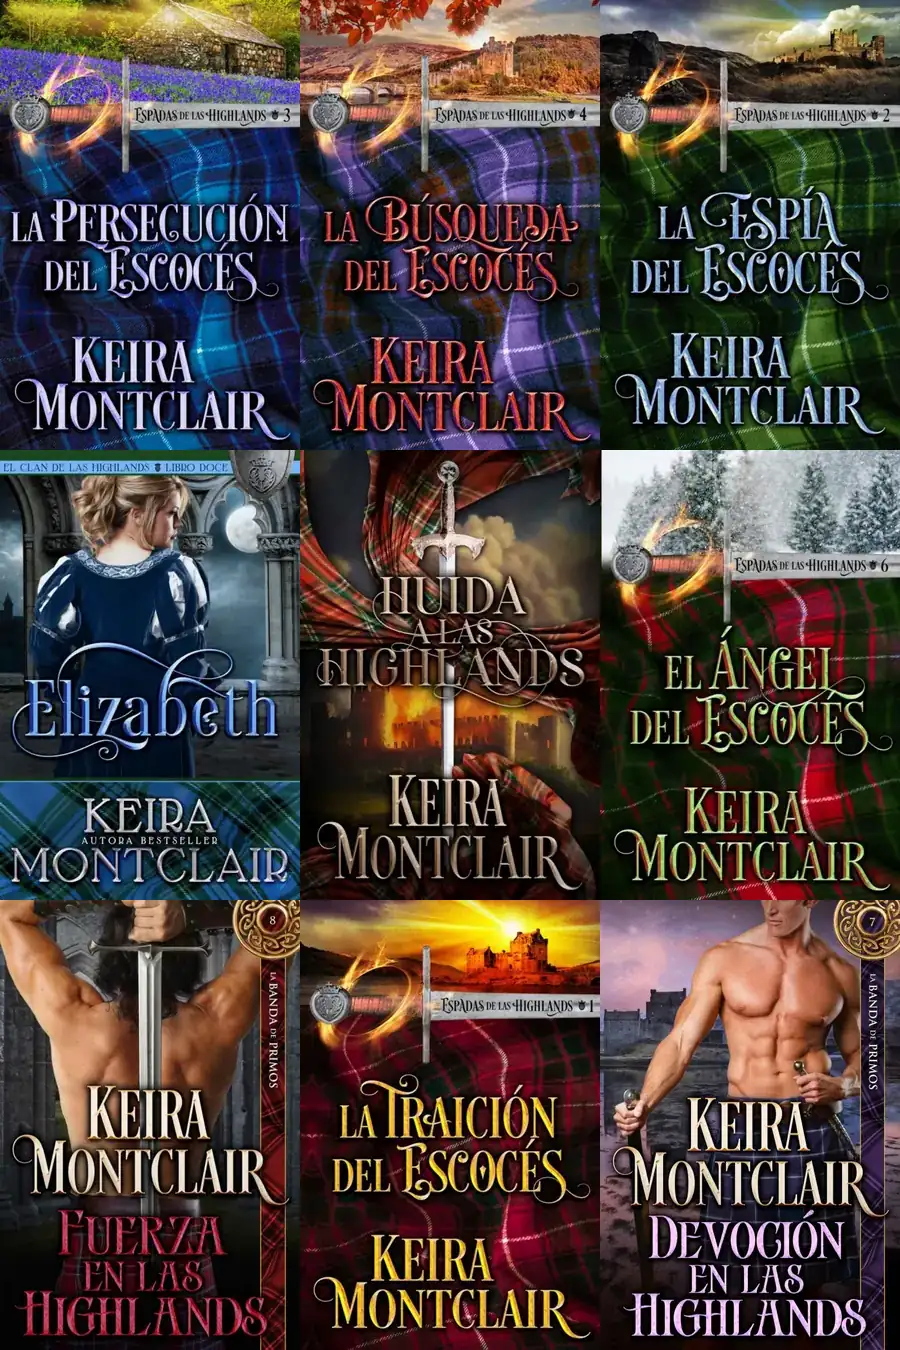 ESPADAS DE LAS HIGHLANDS 3
LA PERSECUCIÓN
DEL ESCOCÉS
KEIRA
MONTCLAIR
ESPADAS DE LAS HIGHLANDS 4
LA BÚSQUEDA
DEL ESCOCÉS
KEIRA
MONTCLAIR
ESPADAS DE LAS HIGHLANDS 2
LA ESPÍA
DEL ESCOCÉS
KEIRA
MONTCLAIR
EL CLAN DE LAS HIGHLANDS LIBRO DOCE
Elizabeth
KEIRA
AUTORA BESTSELLER
MONTCLAIR
HUIDA
A LAS
HIGHLANDS
KEIRA
MONTCLAIR
ESPADAS DE LAS HIGHLANDS 6
EL ÁNGEL
DEL ESCOCÉS
KEIRA
MONTCLAIR
8
LA BANDA DE PRIMOS
KEIRA
MONTCLAIR
FUERZA
EN LAS
HIGHLANDS
ESPADAS DE LAS HIGHLANDS 1
LA TRAICIÓN
DEL ESCOCÉS
KEIRA
MONTCLAIR
7
LA BANDA DE PRIMOS
KEIRA
MONTCLAIR
DEVOCIÓN
EN LAS
HIGHLANDS